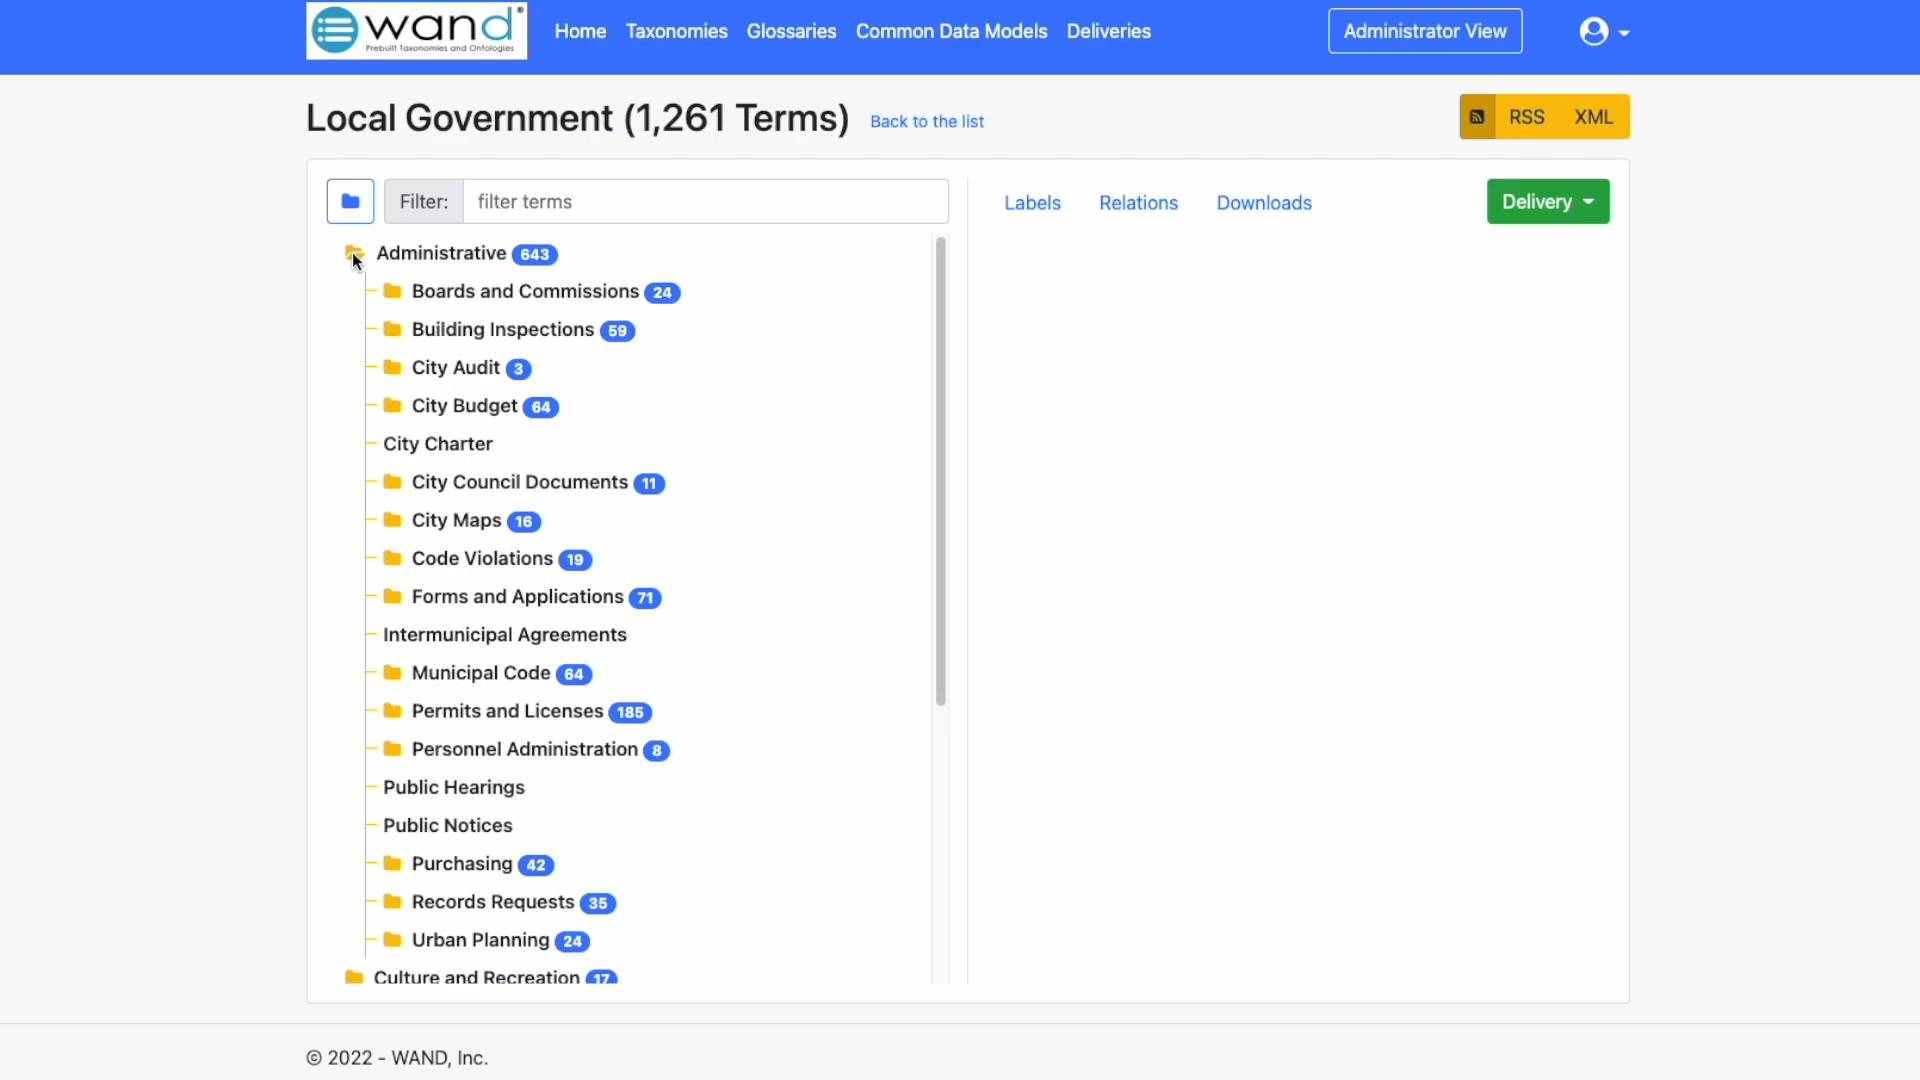 wand®
Prebuilt Taxonomies and Ontologies
Home Taxonomies Glossaries Common Data Models Deliveries Administrator View
Local Government (1,261 Terms) Back to the list RSS XML
Filter: filter terms Labels Relations Downloads Delivery
Administrative 643
Boards and Commissions 24
Building Inspections 59
City Audit 3
City Budget 64
City Charter
City Council Documents 11
City Maps 16
Code Violations 19
Forms and Applications 71
Intermunicipal Agreements
Municipal Code 64
Permits and Licenses 185
Personnel Administration 8
Public Hearings
Public Notices
Purchasing 42
Records Requests 35
Urban Planning 24
Culture and Recreation 17
© 2022 - WAND, Inc.